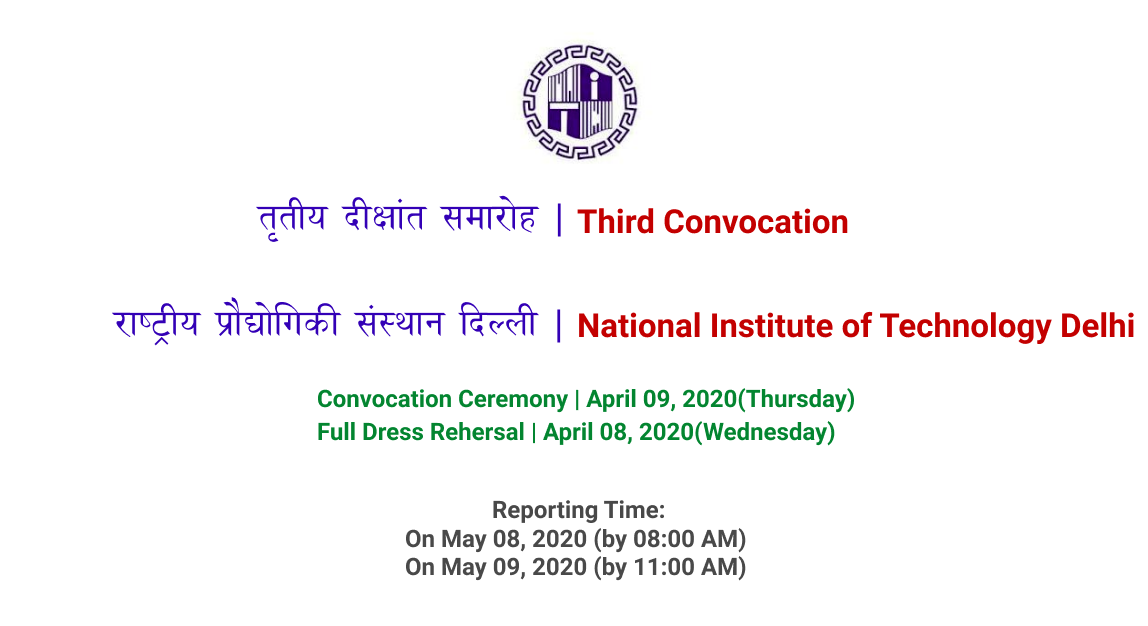 तृतीय दीक्षांत समारोह | Third Convocation
राष्ट्रीय प्रौद्योगिकी संस्थान दिल्ली | National Institute of Technology Delhi
Convocation Ceremony | April 09, 2020(Thursday)
Full Dress Rehersal | April 08, 2020(Wednesday)
Reporting Time:
On May 08, 2020 (by 08:00 AM)
On May 09, 2020 (by 11:00 AM)